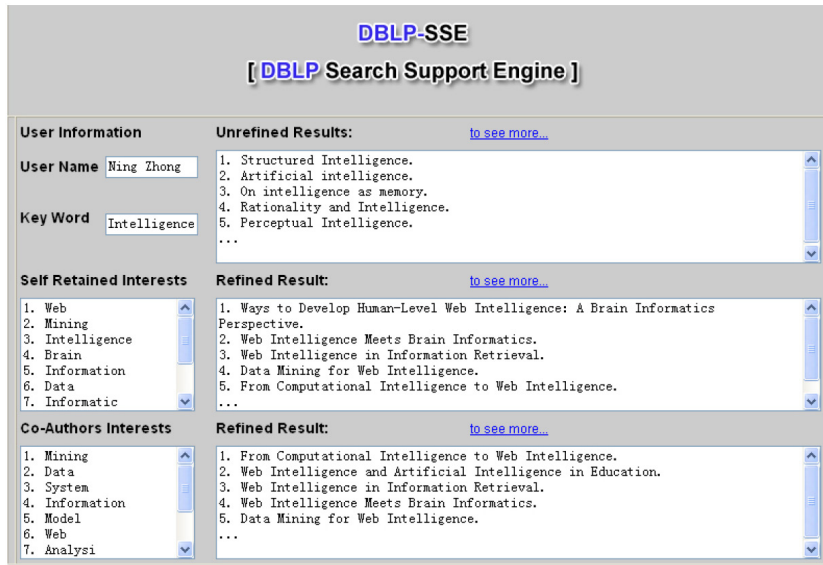 DBLP-SSE
[ DBLP Search Support Engine ]
User Information
Unrefined Results:
to see more...
User Name
Ning Zhong
Key Word
Intelligence
1. Structured Intelligence.
2. Artificial intelligence.
3. On intelligence as memory.
4. Rationality and Intelligence.
5. Perceptual Intelligence.
...
Self Retained Interests
1. Web
2. Mining
3. Intelligence
4. Brain
5. Information
6. Data
7. Informatic
Refined Result:
to see more...
1. Ways to Develop Human-Level Web Intelligence: A Brain Informatics
Perspective.
2. Web Intelligence Meets Brain Informatics.
3. Web Intelligence in Information Retrieval.
4. Data Mining for Web Intelligence.
5. From Computational Intelligence to Web Intelligence.
...
Co-Authors Interests
1. Mining
2. Data
3. System
4. Information
5. Model
6. Web
7. Analysi
Refined Result:
to see more...
1. From Computational Intelligence to Web Intelligence.
2. Web Intelligence and Artificial Intelligence in Education.
3. Web Intelligence in Information Retrieval.
4. Web Intelligence Meets Brain Informatics.
5. Data Mining for Web Intelligence.
...